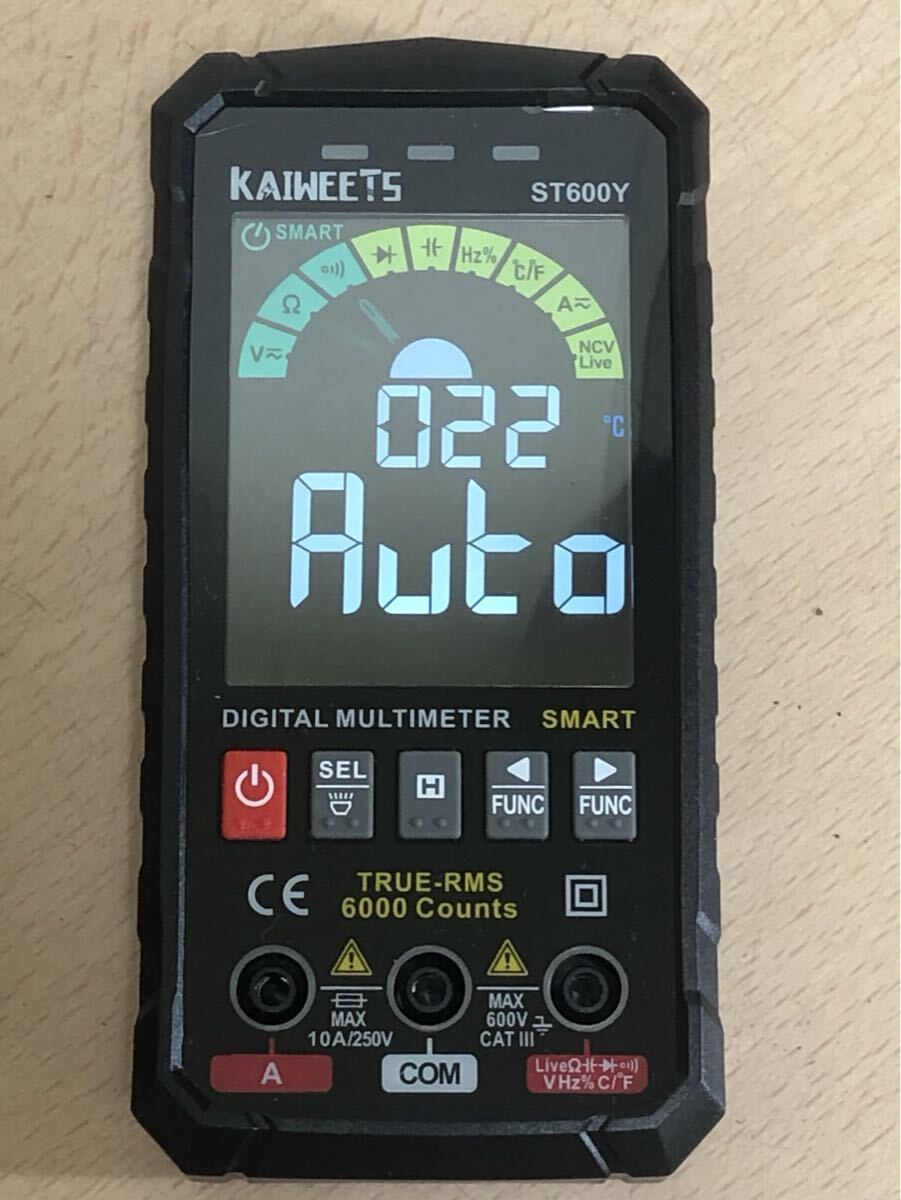 KAIWEETS
ST600Y
SMART
V Ω Hz% °C/°F A NCV Live
022 °C
Auto
DIGITAL MULTIMETER SMART
SEL H FUNC FUNC
CE
TRUE-RMS
6000 Counts
MAX
10A/250V
MAX
600V
CAT III
A
COM
LiveΩ
VHz%C/°F